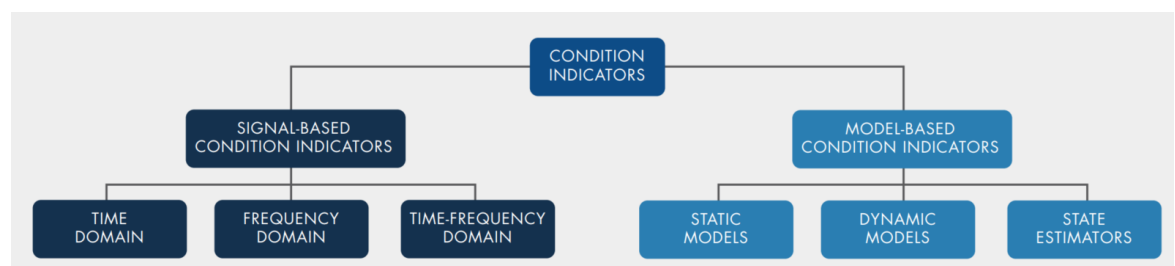 CONDITION
INDICATORS
SIGNAL-BASED
CONDITION INDICATORS
MODEL-BASED
CONDITION INDICATORS
TIME
DOMAIN
FREQUENCY
DOMAIN
TIME-FREQUENCY
DOMAIN
STATIC
MODELS
DYNAMIC
MODELS
STATE
ESTIMATORS